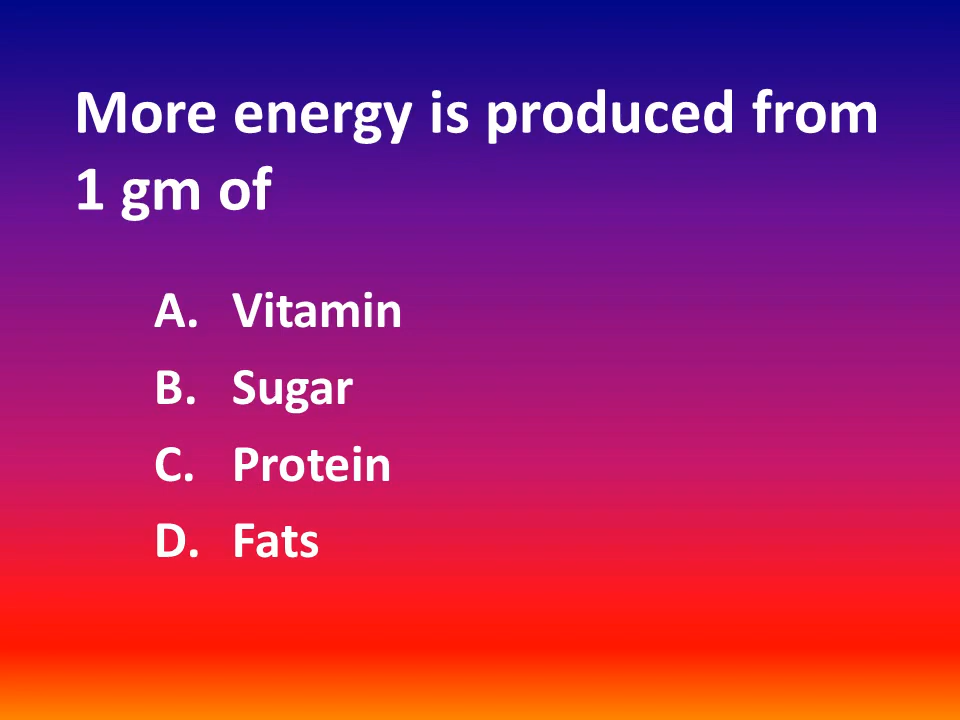 More energy is produced from
1 gm of
A. Vitamin
B. Sugar
C. Protein
D. Fats